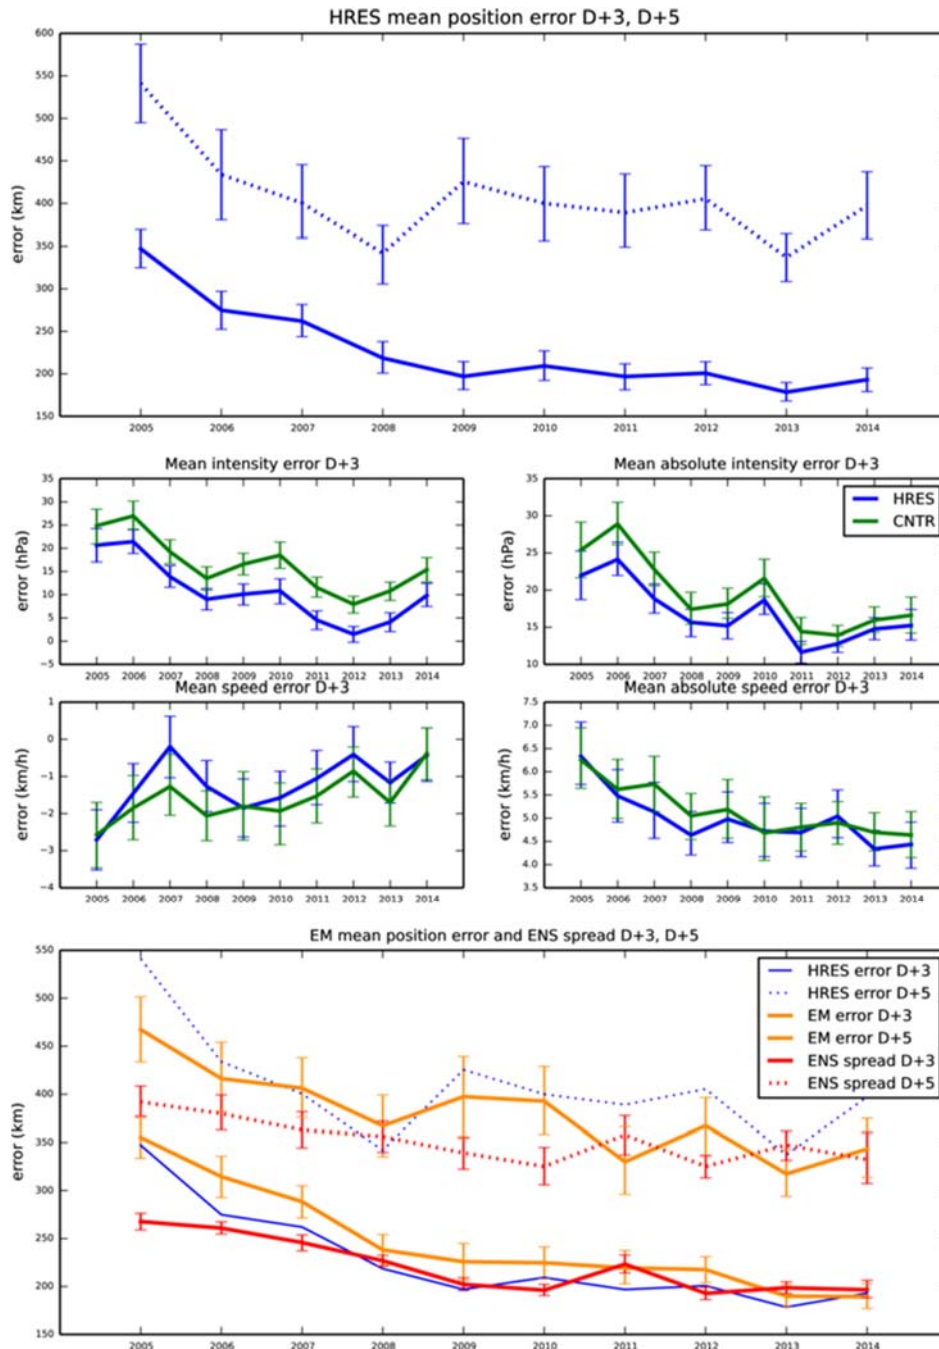 HRES mean position error D+3, D+5
600
550
500
450
400
350
300
250
200
150
error (km)
2005 2006 2007 2008 2009 2010 2011 2012 2013 2014
Mean intensity error D+3
35
30
25
20
15
10
5
0
−5
error (hPa)
2005 2006 2007 2008 2009 2010 2011 2012 2013 2014
Mean absolute intensity error D+3
35
30
25
20
15
10
error (hPa)
HRES
CNTR
2005 2006 2007 2008 2009 2010 2011 2012 2013 2014
Mean speed error D+3
1
0
−1
−2
−3
−4
error (km/h)
2005 2006 2007 2008 2009 2010 2011 2012 2013 2014
Mean absolute speed error D+3
7.5
7.0
6.5
6.0
5.5
5.0
4.5
4.0
3.5
error (km/h)
2005 2006 2007 2008 2009 2010 2011 2012 2013 2014
EM mean position error and ENS spread D+3, D+5
550
500
450
400
350
300
250
200
150
error (km)
HRES error D+3
HRES error D+5
EM error D+3
EM error D+5
ENS spread D+3
ENS spread D+5
2005 2006 2007 2008 2009 2010 2011 2012 2013 2014